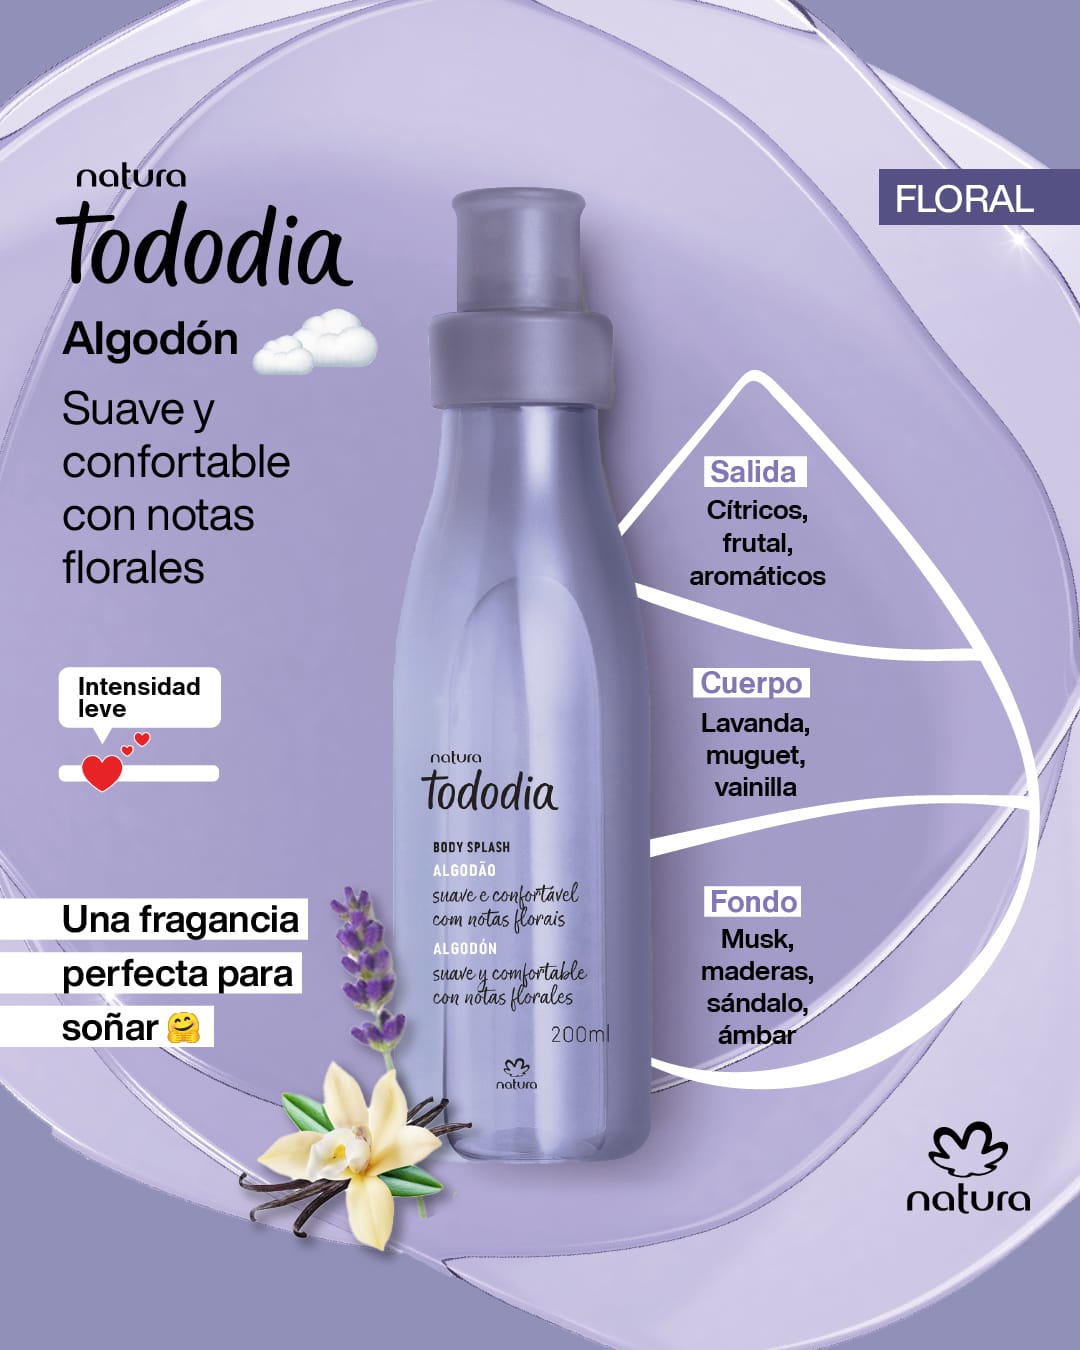 natura
Tododia
Algodón
Suave y
confortable
con notas
florales
FLORAL
Intensidad
leve
Una fragancia
perfecta para
soñar 🤗
natura
Tododia
BODY SPLASH
ALGODÃO
suave e confortável
com notas florais
ALGODÓN
suave y comfortable
con notas florales
200ml
natura
Salida
Cítricos,
frutal,
aromáticos
Cuerpo
Lavanda,
muguet,
vainilla
Fondo
Musk,
maderas,
sándalo,
ámbar
natura